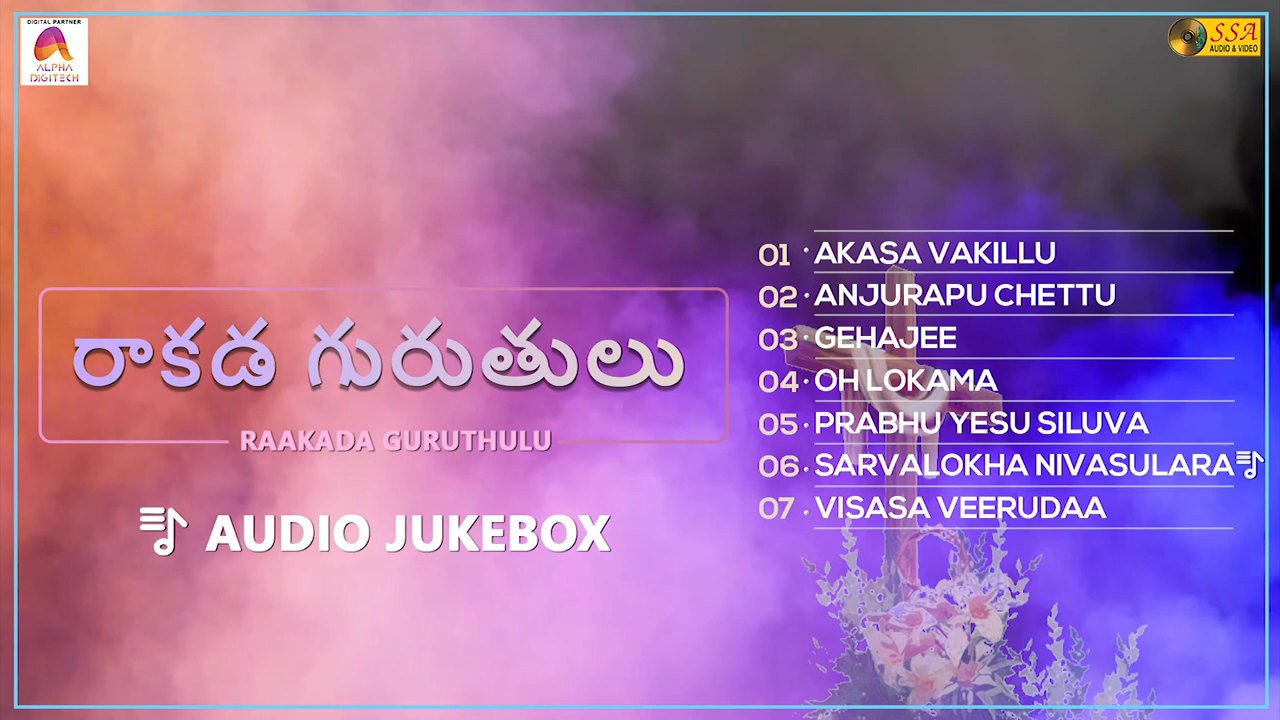 DIGITAL PARTNER
ALPHA
DIGITECH
SSA
AUDIO & VIDEO
రాకడ గురుతులు
RAAKADA GURUTHULU
AUDIO JUKEBOX
01 • AKASA VAKILLU
02 • ANJURAPU CHETTU
03 • GEHAJEE
04 • OH LOKAMA
05 • PRABHU YESU SILUVA
06 • SARVALOKHA NIVASULARA
07 • VISASA VEERUDAA